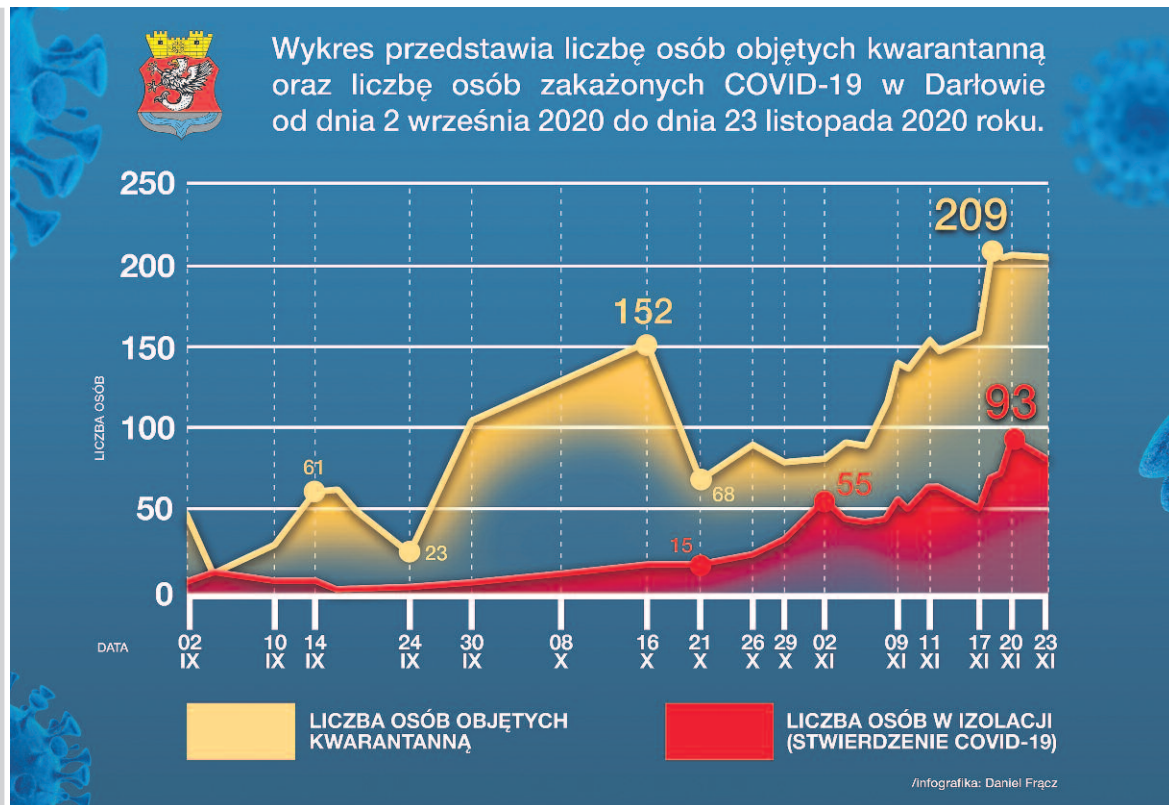 Wykres przedstawia liczbę osób objętych kwarantanną
oraz liczbę osób zakażonych COVID-19 w Darłowie
od dnia 2 września 2020 do dnia 23 listopada 2020 roku.
250
200
150
100
50
0
LICZBA OSÓB
61
23
152
68
209
15
55
93
DATA
02 IX
10 IX
14 IX
24 IX
30 IX
08 X
16 X
21 X
26 X
29 X
02 XI
09 XI
11 XI
17 XI
20 XI
23 XI
LICZBA OSÓB OBJĘTYCH
KWARANTANNĄ
LICZBA OSÓB W IZOLACJI
(STWIERDZENIE COVID-19)
/infografika: Daniel Frącz